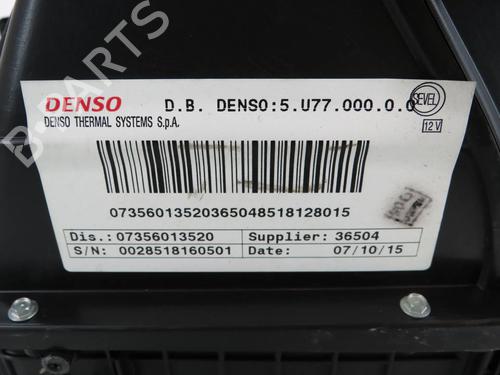 DENSO D.B. DENSO:5.U77.000.0.0
DENSO THERMAL SYSTEMS S.p.A.
SEVEL
12 V
07356013520365048518128015
Dis.: 07356013520 Supplier: 36504
S/N: 0028518160501 Date: 07/10/15
B-PARTS